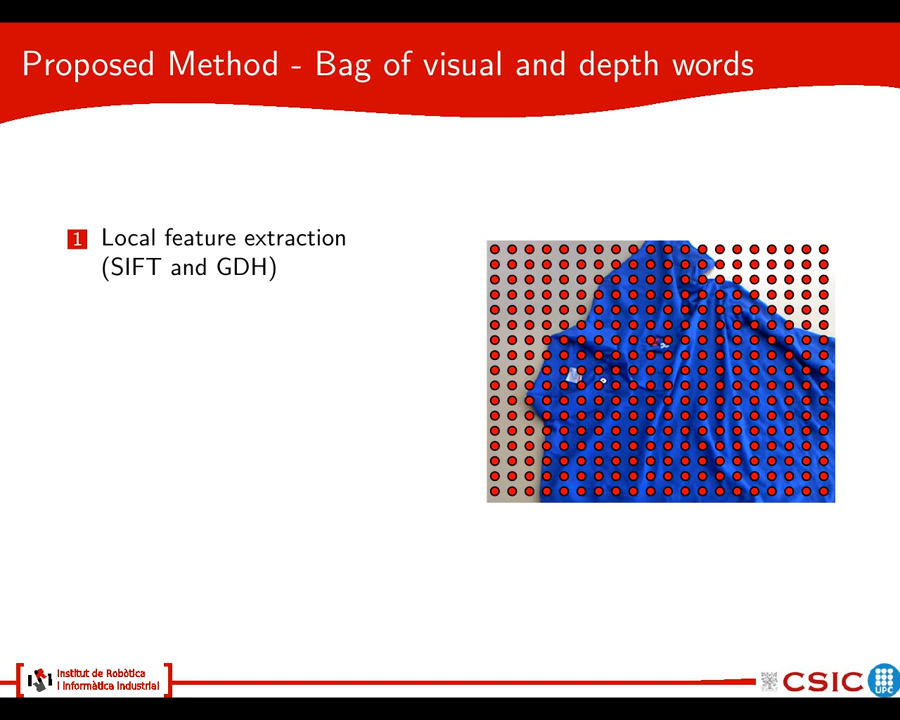 Proposed Method - Bag of visual and depth words
1 Local feature extraction
(SIFT and GDH)
Institut de Robòtica
i Informàtica Industrial
CSIC
UPC